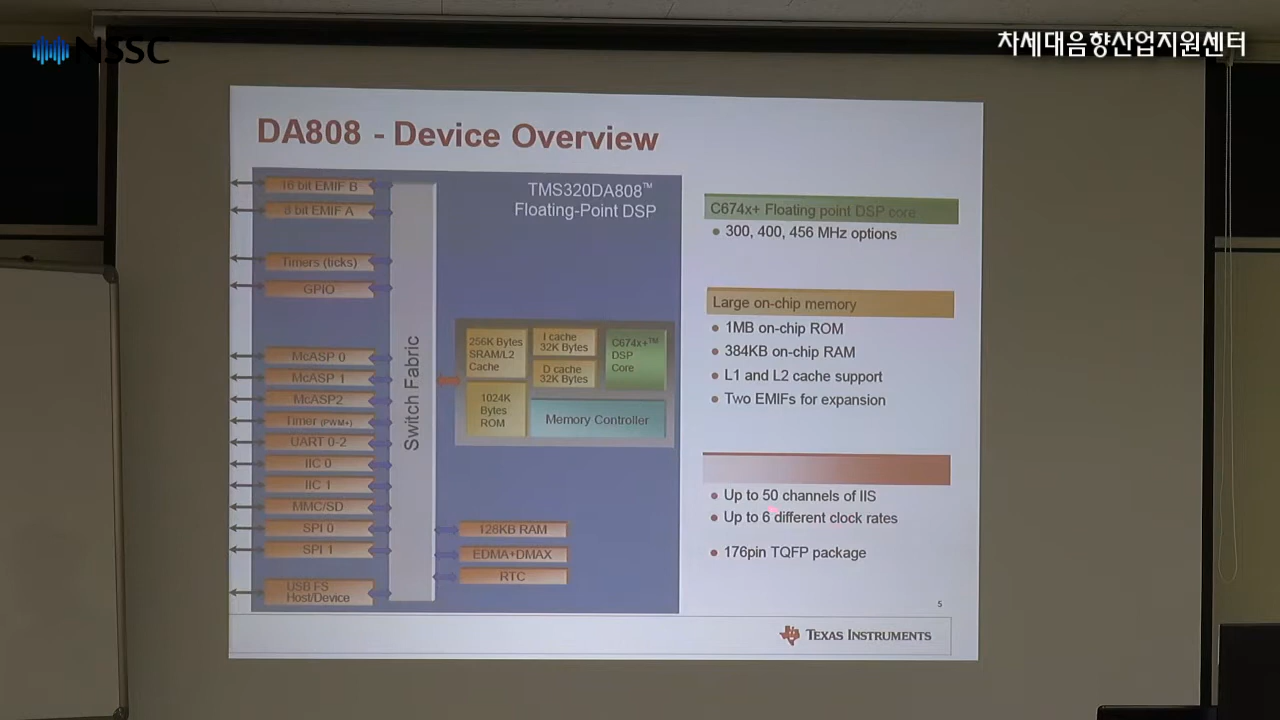 NSSC
차세대음향산업지원센터
DA808 - Device Overview
16 bit EMIF B
8 bit EMIF A
Timers (ticks)
GPIO
McASP 0
McASP 1
McASP2
Timer (PWM+)
UART 0-2
IIC 0
IIC 1
MMC/SD
SPI 0
SPI 1
USB FS
Host/Device
Switch Fabric
TMS320DA808™
Floating-Point DSP
256K Bytes
SRAM/L2
Cache
I cache
32K Bytes
D cache
32K Bytes
C674x+™
DSP
Core
1024K
Bytes
ROM
Memory Controller
128KB RAM
EDMA+DMAX
RTC
C674x+ Floating point DSP core
• 300, 400, 456 MHz options
Large on-chip memory
• 1MB on-chip ROM
• 384KB on-chip RAM
• L1 and L2 cache support
• Two EMIFs for expansion
• Up to 50 channels of IIS
• Up to 6 different clock rates
• 176pin TQFP package
5
TEXAS INSTRUMENTS